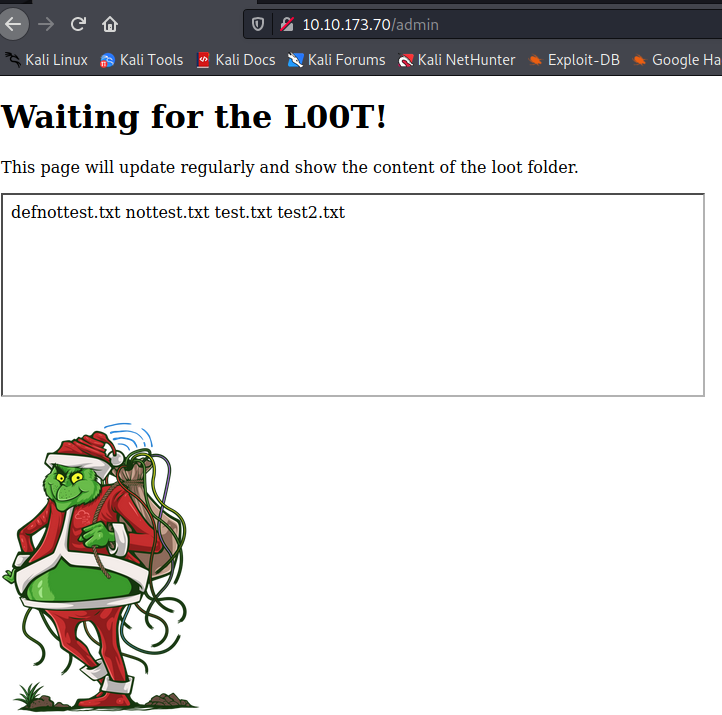 10.10.173.70/admin
Kali Linux Kali Tools Kali Docs Kali Forums Kali NetHunter Exploit-DB Google Ha
Waiting for the L00T!
This page will update regularly and show the content of the loot folder.
defnottest.txt nottest.txt test.txt test2.txt